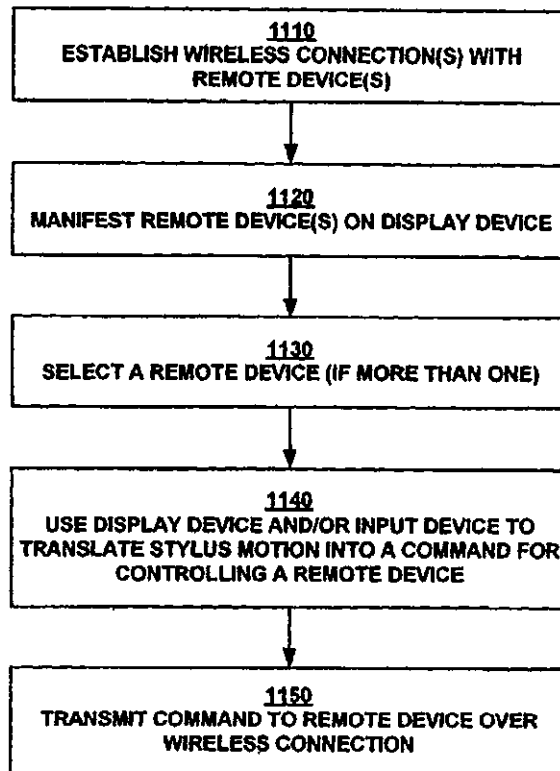 1110
ESTABLISH WIRELESS CONNECTION(S) WITH
REMOTE DEVICE(S)
1120
MANIFEST REMOTE DEVICE(S) ON DISPLAY DEVICE
1130
SELECT A REMOTE DEVICE (IF MORE THAN ONE)
1140
USE DISPLAY DEVICE AND/OR INPUT DEVICE TO
TRANSLATE STYLUS MOTION INTO A COMMAND FOR
CONTROLLING A REMOTE DEVICE
1150
TRANSMIT COMMAND TO REMOTE DEVICE OVER
WIRELESS CONNECTION